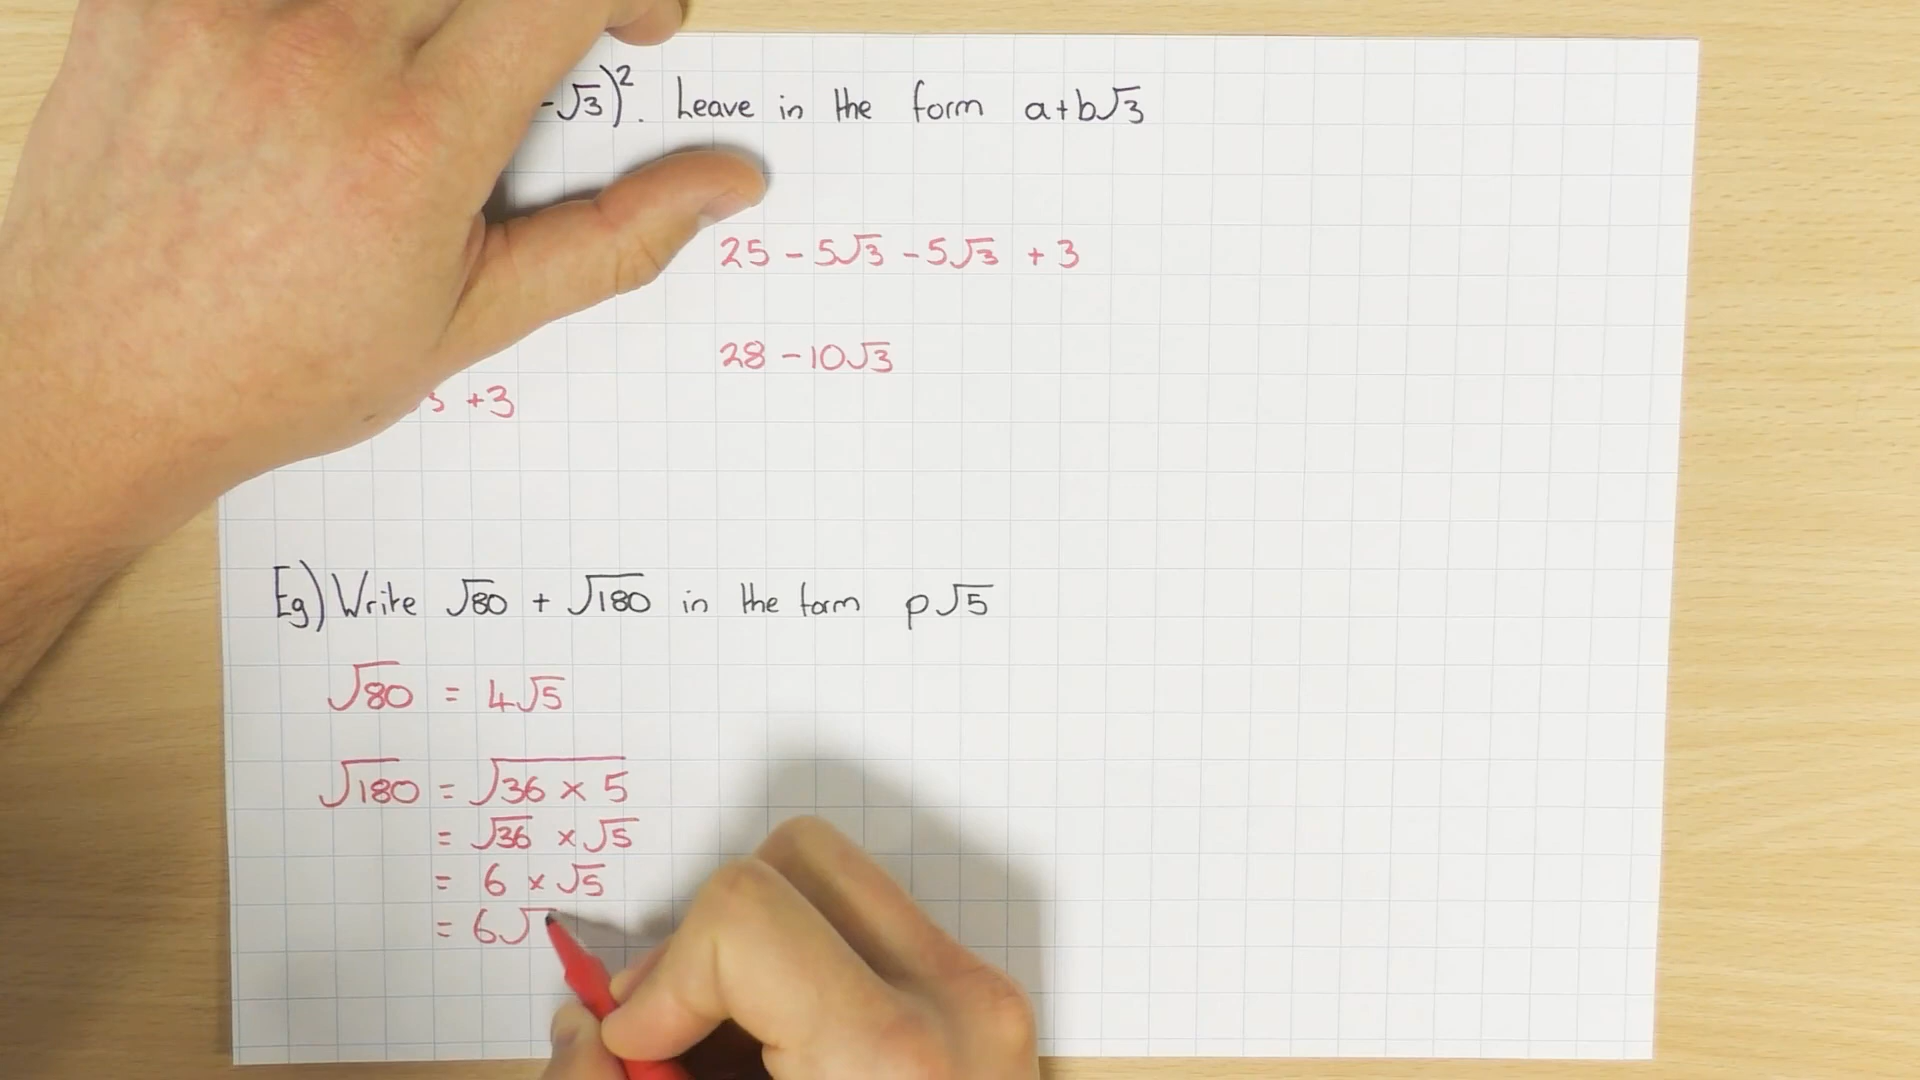 -√3)². Leave in the form a+b√3
25 - 5√3 - 5√3 + 3
28 - 10√3
+3
Eg) Write √80 + √180 in the form p√5
√80 = 4√5
√180 = √36 × 5
= √36 × √5
= 6 × √5
= 6√